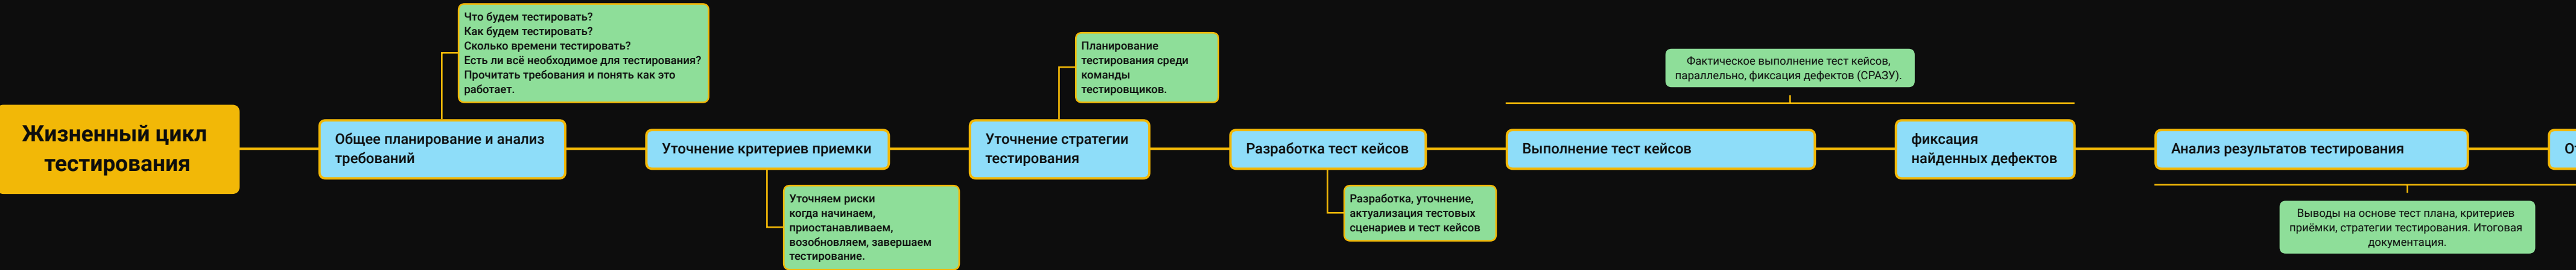 Жизненный цикл
тестирования
Что будем тестировать?
Как будем тестировать?
Сколько времени тестировать?
Есть ли всё необходимое для тестирования?
Прочитать требования и понять как это
работает.
Общее планирование и анализ
требований
Уточнение критериев приемки
Уточняем риски
когда начинаем,
приостанавливаем,
возобновляем, завершаем
тестирование.
Планирование
тестирования среди
команды
тестировщиков.
Уточнение стратегии
тестирования
Разработка тест кейсов
Разработка, уточнение,
актуализация тестовых
сценариев и тест кейсов
Фактическое выполнение тест кейсов,
параллельно, фиксация дефектов (СРАЗУ).
Выполнение тест кейсов
фиксация
найденных дефектов
Анализ результатов тестирования
Выводы на основе тест плана, критериев
приёмки, стратегии тестирования. Итоговая
документация.